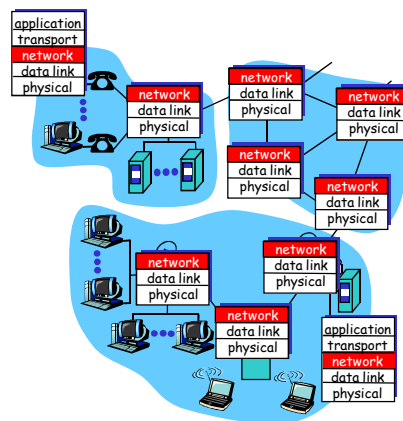 application
transport
network
data link
physical
network
data link
physical
network
data link
physical
network
data link
physical
network
data link
physical
network
data link
physical
network
data link
physical
network
data link
physical
network
data link
physical
application
transport
network
data link
physical